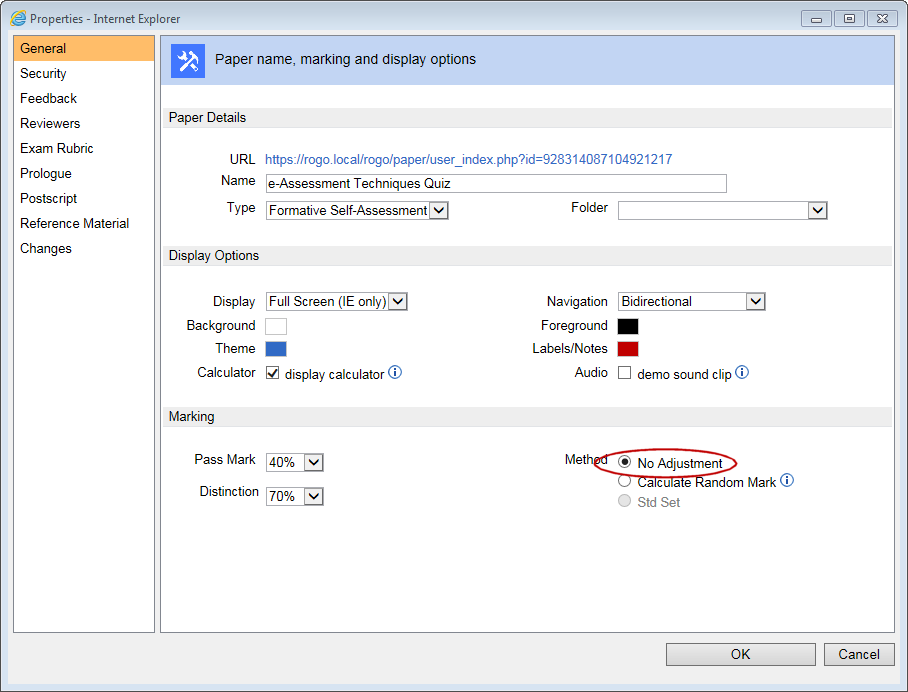 Properties - Internet Explorer
General
Security
Feedback
Reviewers
Exam Rubric
Prologue
Postscript
Reference Material
Changes
Paper name, marking and display options
Paper Details
URL https://rogo.local/rogo/paper/user_index.php?id=928314087104921217
Name e-Assessment Techniques Quiz
Type Formative Self-Assessment Folder
Display Options
Display Full Screen (IE only) Navigation Bidirectional
Background Foreground
Theme Labels/Notes
Calculator display calculator Audio demo sound clip
Marking
Pass Mark 40% Method No Adjustment
Calculate Random Mark
Distinction 70% Std Set
OK Cancel